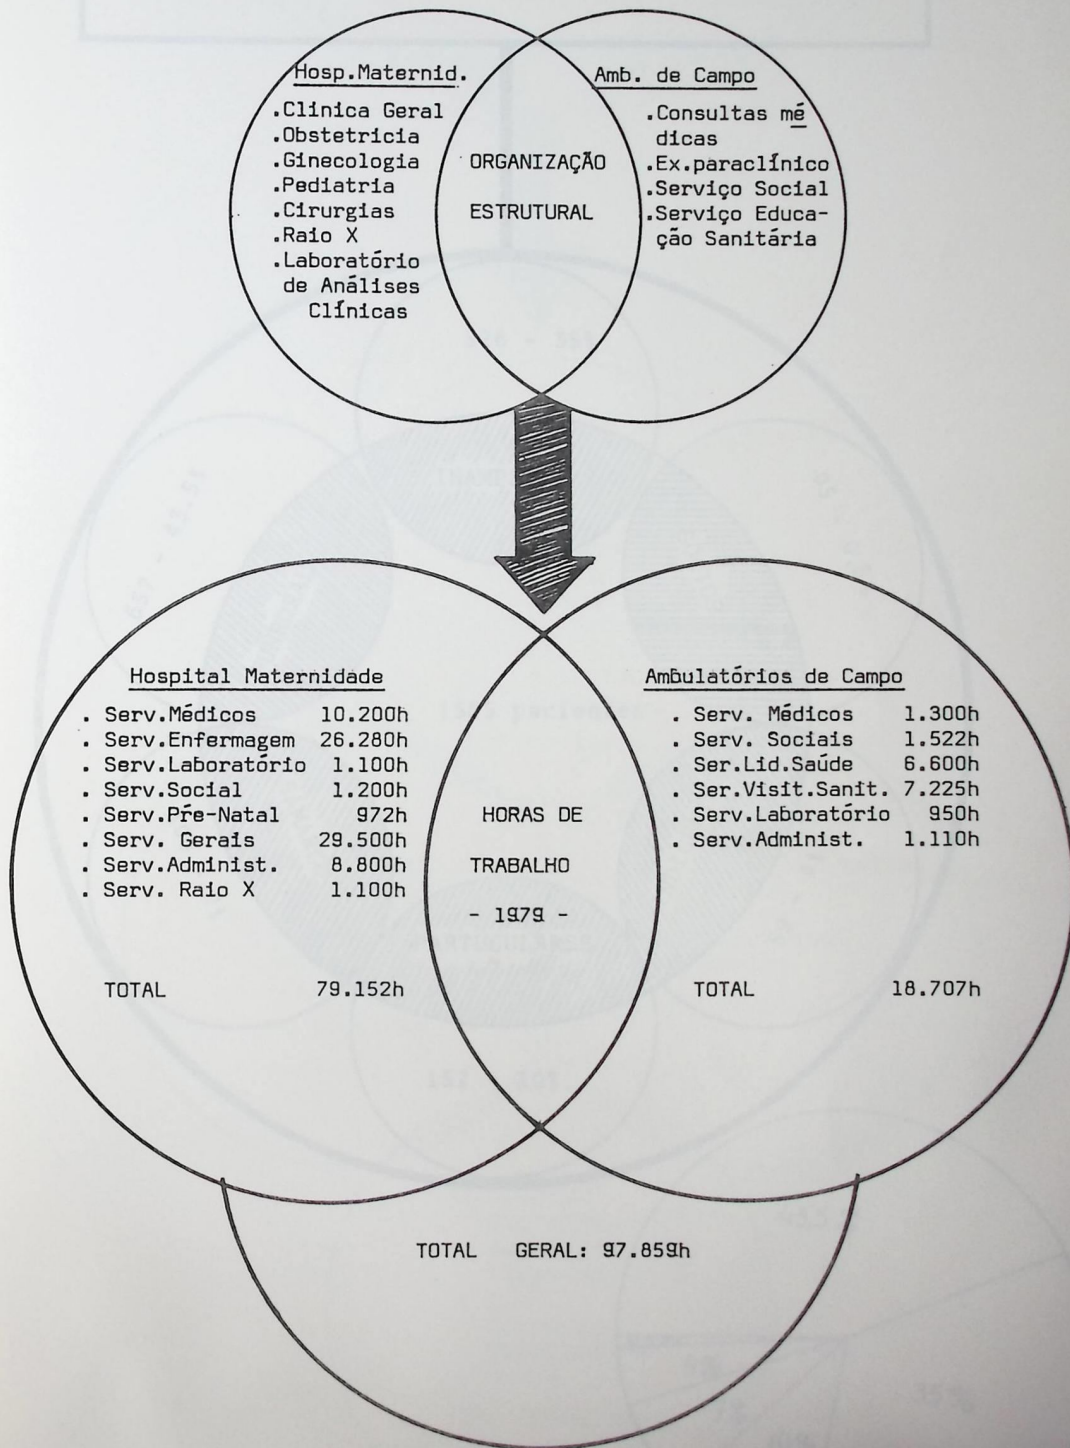 Hosp.Maternid.
.Clinica Geral
.Obstetricia
.Ginecologia
.Pediatria
.Cirurgias
.Raio X
.Laboratório
de Análises
Clínicas
ORGANIZAÇÃO
ESTRUTURAL
Amb. de Campo
.Consultas mé
dicas
.Ex.paraclínico
.Serviço Social
.Serviço Educa-
ção Sanitária
Hospital Maternidade
. Serv.Médicos 10.200h
. Serv.Enfermagem 26.280h
. Serv.Laboratório 1.100h
. Serv.Social 1.200h
. Serv.Pŕe-Natal 972h
. Serv. Gerais 29.500h
. Serv.Administ. 8.800h
. Serv. Raio X 1.100h
TOTAL 79.152h
HORAS DE
TRABALHO
- 1979 -
Ambulatórios de Campo
. Serv. Médicos 1.300h
. Serv. Sociais 1.522h
. Ser.Lid.Saúde 6.600h
. Ser.Visit.Sanit. 7.225h
. Serv.Laboratório 950h
. Serv.Administ. 1.110h
TOTAL 18.707h
TOTAL GERAL: 97.859h